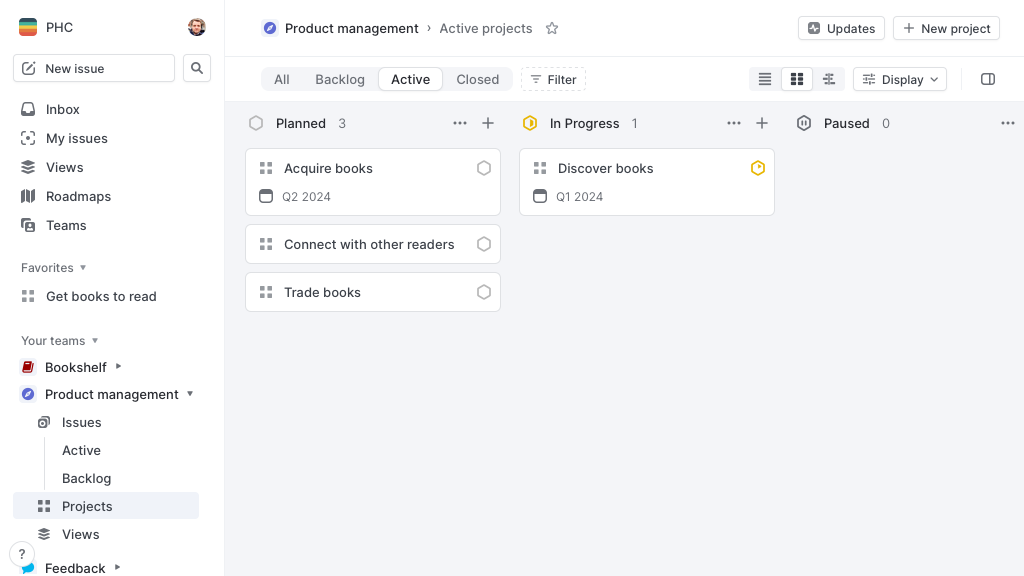 PHC
New issue
Inbox
My issues
Views
Roadmaps
Teams
Favorites
Get books to read
Your teams
Bookshelf
Product management
Issues
Active
Backlog
Projects
Views
?
Feedback
Product management › Active projects
Updates
New project
All Backlog Active Closed
Filter
Display
Planned 3
Acquire books
Q2 2024
Connect with other readers
Trade books
In Progress 1
Discover books
Q1 2024
Paused 0